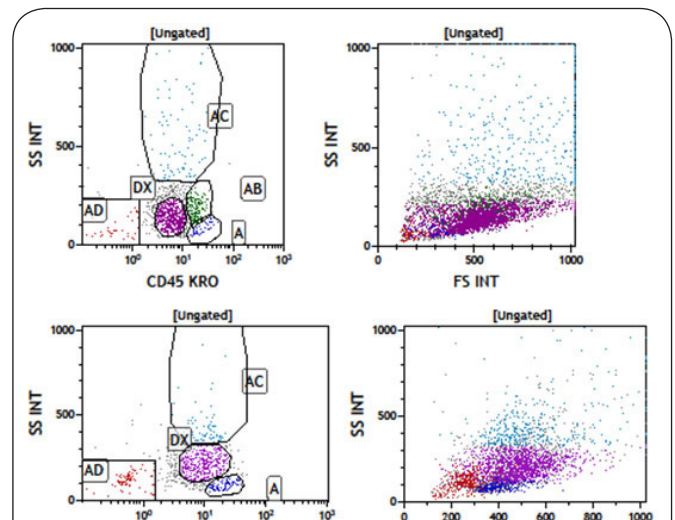 [Ungated]
[Ungated]
1000
500
0
SS INT
AC
DX
AB
AD
A
10⁰ 10¹ 10² 10³
CD45 KRO
1000
500
0
SS INT
0 500 1000
FS INT
[Ungated]
[Ungated]
1000
500
0
SS INT
AC
DX
AD
A
10⁰ 10¹ 10² 10³
1000
500
0
SS INT
0 200 400 600 800 1000